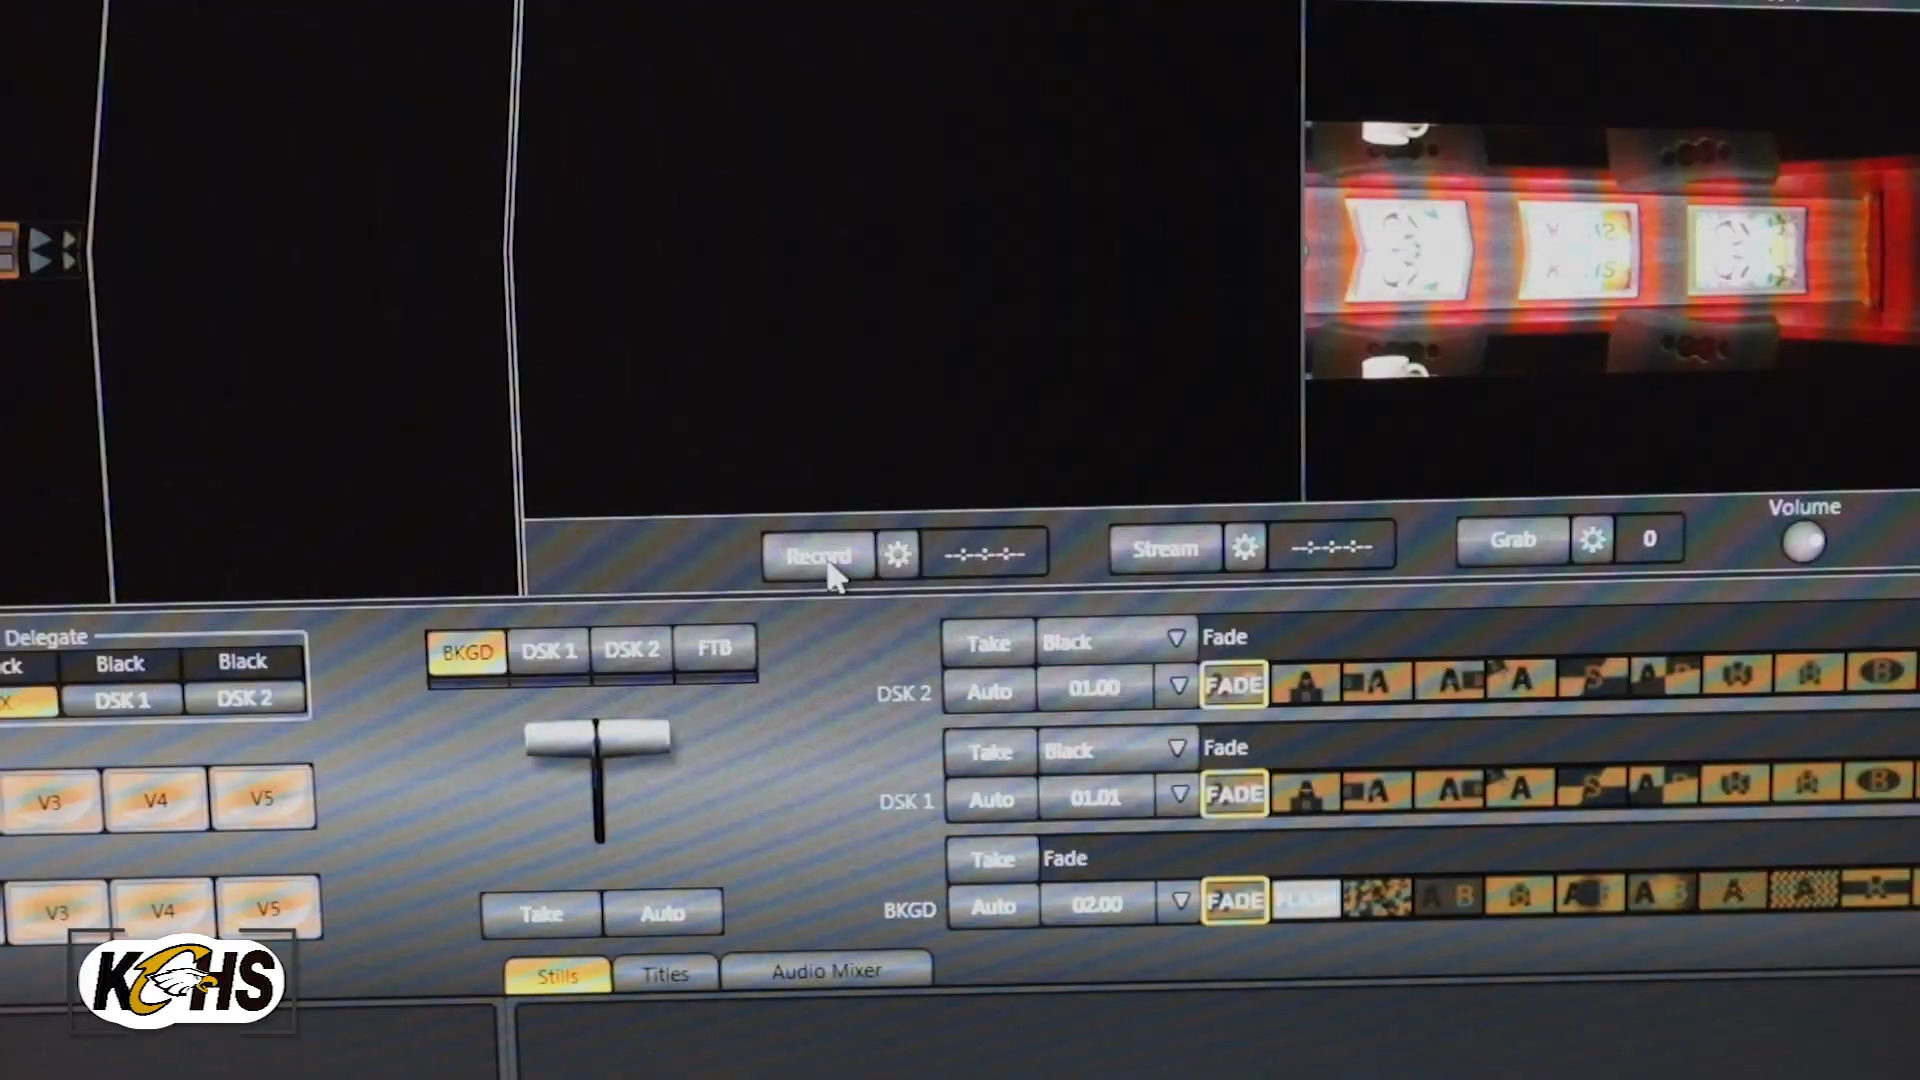 Volume
Record --:--:--:-- Stream --:--:--:-- Grab 0
Delegate
ck Black Black
DSK 1 DSK 2
BKGD DSK 1 DSK 2 FTB
V3 V4 V5
V3 V4 V5
Take Auto
Take Black Fade
DSK 2 Auto 01.00 FADE
Take Black Fade
DSK 1 Auto 01.01 FADE
Take Fade
BKGD Auto 02.00 FADE FLASH
Stills Titles Audio Mixer
KCHS